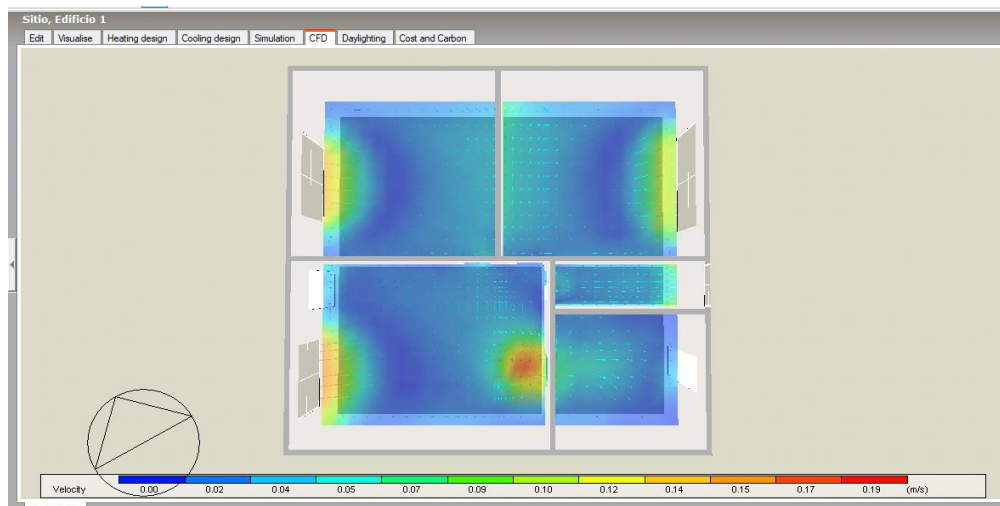 Sitio, Edificio 1
Edit Visualise Heating design Cooling design Simulation CFD Daylighting Cost and Carbon
Velocity 0.00 0.02 0.04 0.05 0.07 0.09 0.10 0.12 0.14 0.15 0.17 0.19 (m/s)